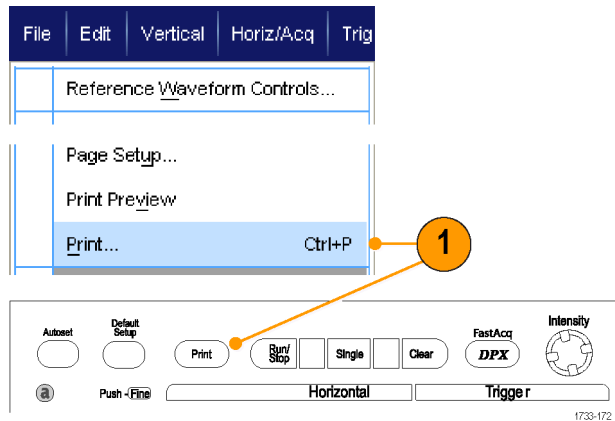 File Edit Vertical Horiz/Acq Trig
Reference Waveform Controls...
Page Setup...
Print Preview
Print... Ctrl+P
1
Autoset
Default
Setup
Print
Run/
Stop
Single
Clear
FastAcq
DPX
Intensity
a
Push - Fine
Horizontal
Trigger
1733-172